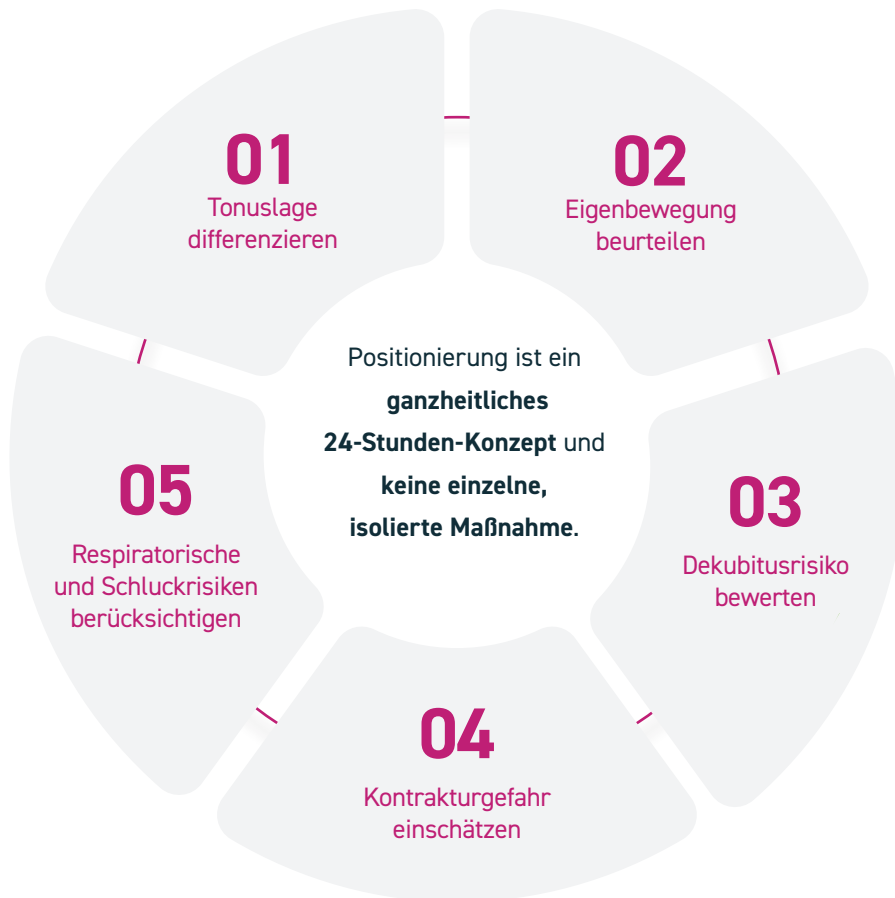 01
Tonuslage
differenzieren
02
Eigenbewegung
beurteilen
Positionierung ist ein
ganzheitliches
24-Stunden-Konzept und
keine einzelne,
isolierte Maßnahme.
03
Dekubitusrisiko
bewerten
04
Kontrakturgefahr
einschätzen
05
Respiratorische
und Schluckrisiken
berücksichtigen